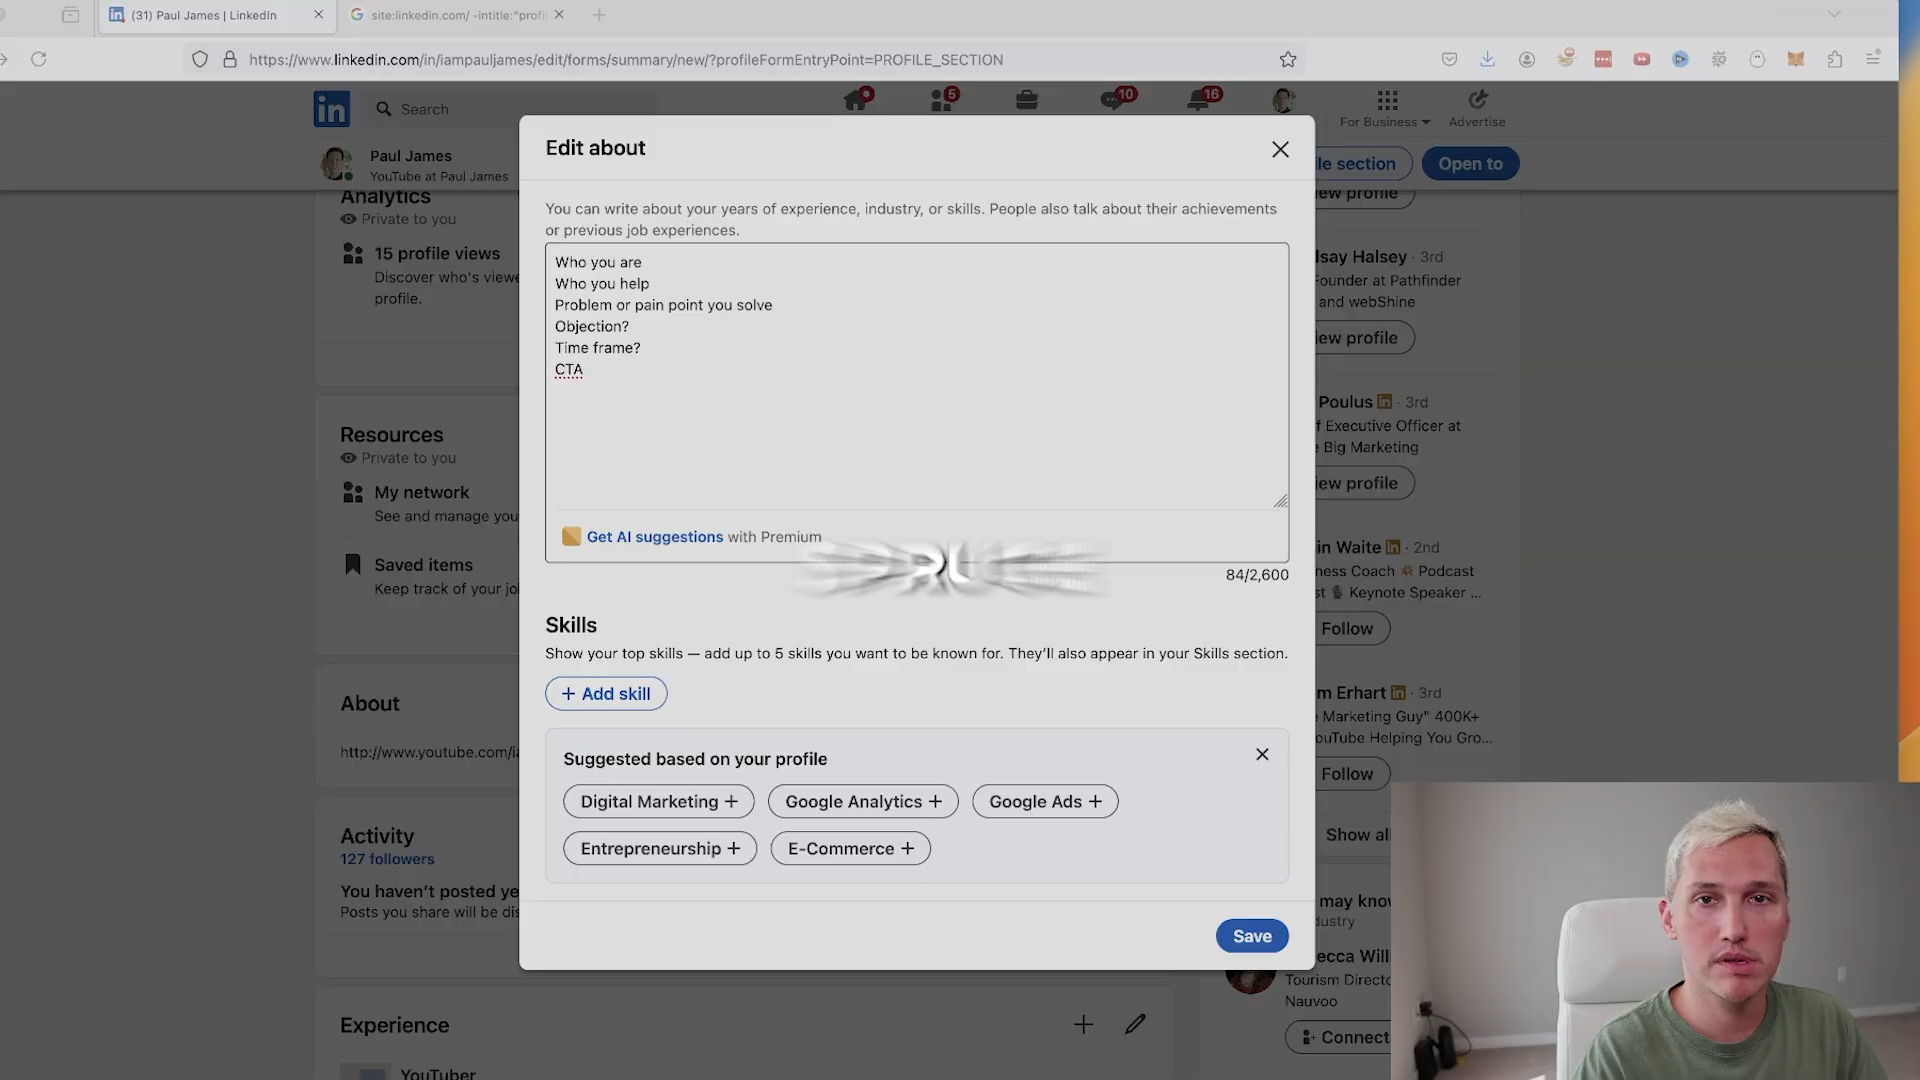 (31) Paul James | LinkedIn
site:linkedin.com/ -intitle:"profi
https://www.linkedin.com/in/iampauljames/edit/forms/summary/new/?profileFormEntryPoint=PROFILE_SECTION
in
Search
5
10
16
For Business
Advertise
Paul James
YouTube at Paul James
file section
Open to
Analytics
Private to you
15 profile views
Discover who's viewe
profile.
Resources
Private to you
My network
See and manage you
Saved items
Keep track of your jo
About
http://www.youtube.com/ia
Activity
127 followers
You haven't posted ye
Posts you share will be dis
Experience
YouTuber
Edit about
You can write about your years of experience, industry, or skills. People also talk about their achievements
or previous job experiences.
Who you are
Who you help
Problem or pain point you solve
Objection?
Time frame?
CTA
Get AI suggestions with Premium
84/2,600
Skills
Show your top skills — add up to 5 skills you want to be known for. They'll also appear in your Skills section.
+ Add skill
Suggested based on your profile
Digital Marketing +
Google Analytics +
Google Ads +
Entrepreneurship +
E-Commerce +
Save
iew profile
lsay Halsey · 3rd
Founder at Pathfinder
and webShine
iew profile
Poulus in · 3rd
f Executive Officer at
e Big Marketing
iew profile
in Waite in · 2nd
ness Coach Podcast
st Keynote Speaker ...
Follow
m Erhart in · 3rd
e Marketing Guy" 400K+
ouTube Helping You Gro...
Follow
Show all
may know
dustry
ecca Willi
Tourism Directo
Nauvoo
Connect